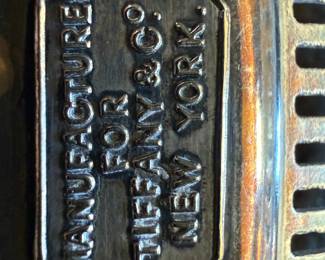 MANUFACTURE
FOR
TIFFANY & Cº
NEW YORK.